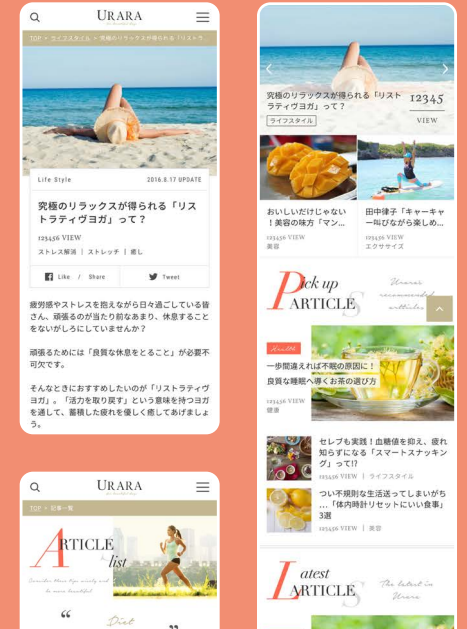 URARA
TOP > ライフスタイル > 究極のリラックスが得られる「リストラ...
Life Style
2016.8.17 UPDATE
究極のリラックスが得られる「リス
トラティヴヨガ」って？
123456 VIEW
ストレス解消 | ストレッチ | 癒し
Like / Share
Tweet
疲労感やストレスを抱えながら日々過ごしている皆
さん、頑張るのが当たり前なあまり、休息すること
をないがしろにしていませんか？
頑張るためには「良質な休息をとること」が必要不
可欠です。
そんなときにおすすめしたいのが「リストラティヴ
ヨガ」。「活力を取り戻す」という意味を持つヨガ
を通して、蓄積した疲れを優しく癒してあげましょ
う。
URARA
TOP > 記事一覧
ARTICLE
list
Consider these tips wisely and
be more beautiful
“
Diet
”
究極のリラックスが得られる「リスト
ラティヴヨガ」って？
ライフスタイル
12345
VIEW
おいしいだけじゃない
！美容の味方「マン...
123456 VIEW
美容
田中律子「キャーキャ
ー叫びながら楽しめ...
123456 VIEW
エクササイズ
Pick up
ARTICLES
Urara's
recommended
articles
Health
一歩間違えれば不眠の原因に！
良質な睡眠へ導くお茶の選び方
123456 VIEW
健康
セレブも実践！血糖値を抑え、疲れ
知らずになる「スマートスナッキン
グ」って!?
123456 VIEW | ライフスタイル
つい不規則な生活送ってしまいがち
...「体内時計リセットにいい食事」
3選
123456 VIEW | 美容
Latest
ARTICLES
The latest in
Urara